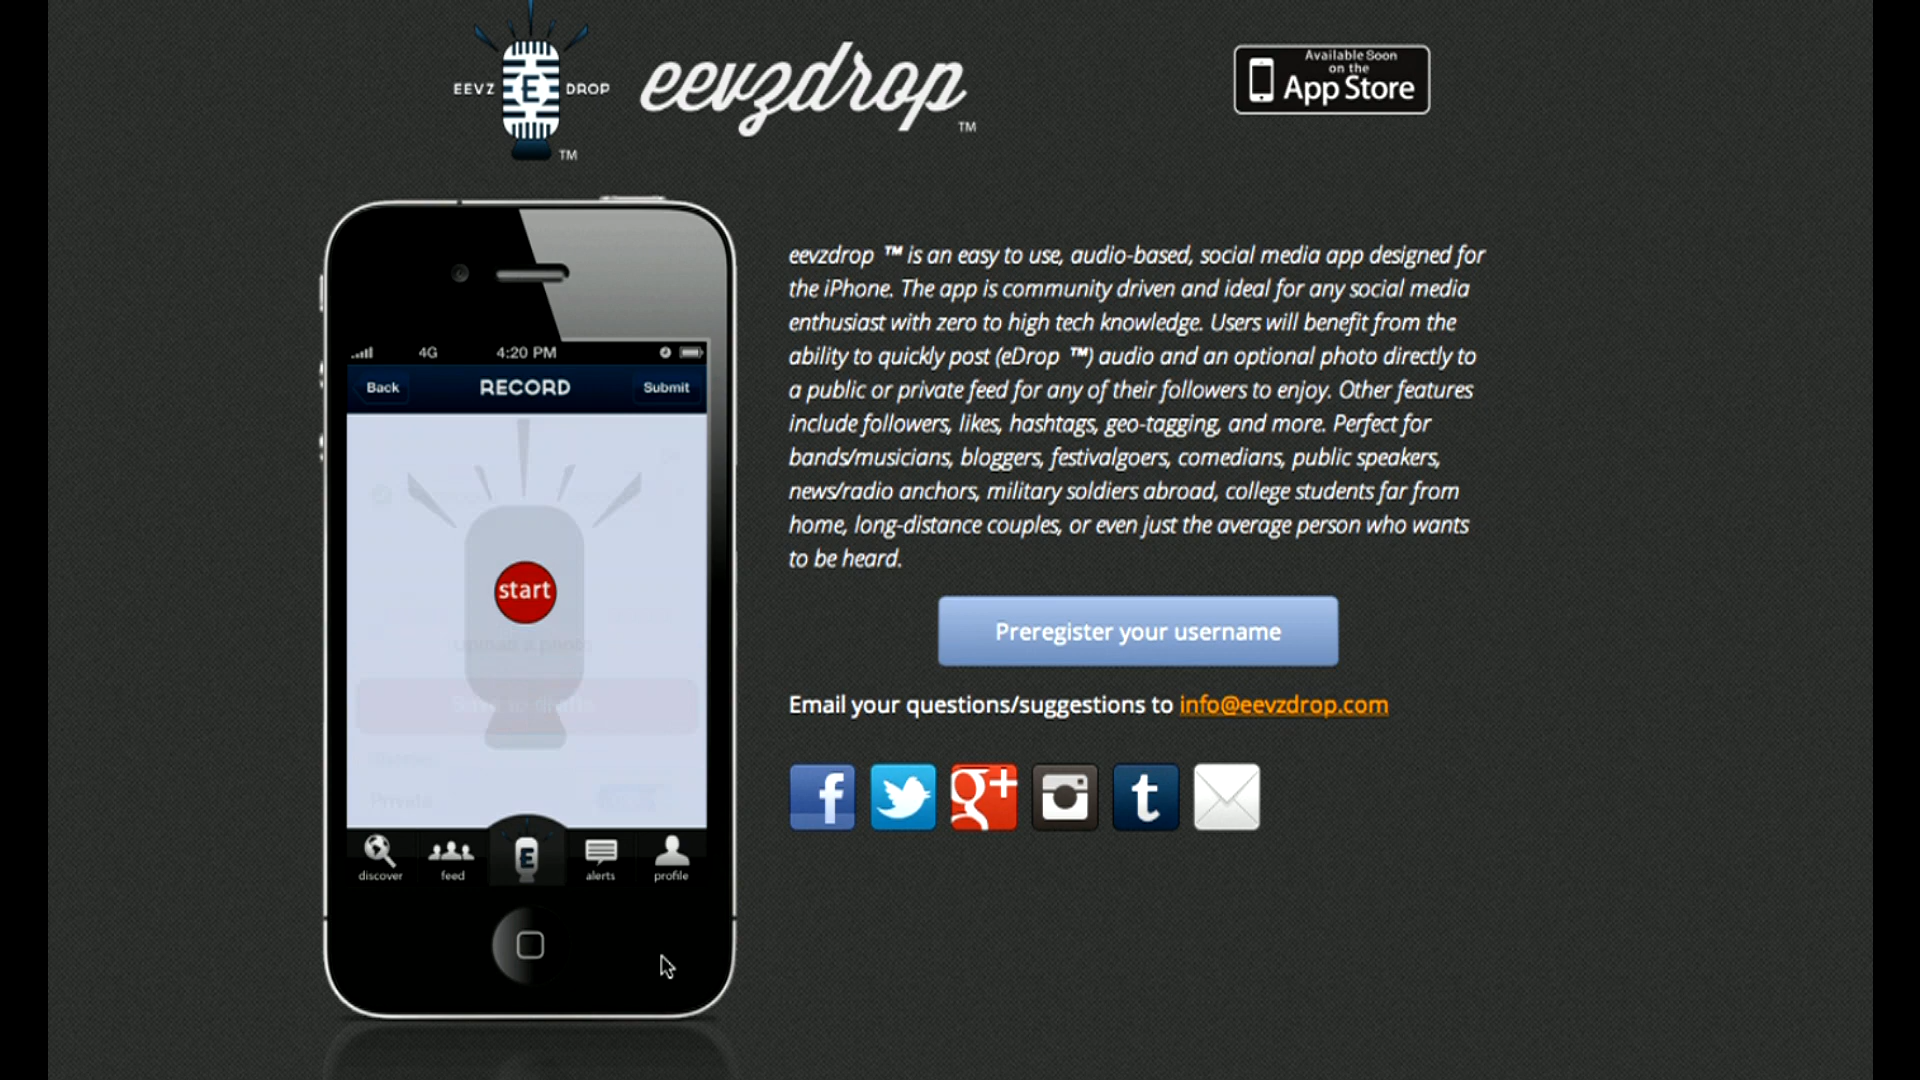 EEVZ E DROP
TM
eevzdrop
TM
Available Soon
on the
App Store
4G 4:20 PM
Back RECORD Submit
start
Upload a photo
Private
discover feed E alerts profile
eevzdrop ™ is an easy to use, audio-based, social media app designed for
the iPhone. The app is community driven and ideal for any social media
enthusiast with zero to high tech knowledge. Users will benefit from the
ability to quickly post (eDrop ™) audio and an optional photo directly to
a public or private feed for any of their followers to enjoy. Other features
include followers, likes, hashtags, geo-tagging, and more. Perfect for
bands/musicians, bloggers, festivalgoers, comedians, public speakers,
news/radio anchors, military soldiers abroad, college students far from
home, long-distance couples, or even just the average person who wants
to be heard.
Preregister your username
Email your questions/suggestions to info@eevzdrop.com
f g+ t